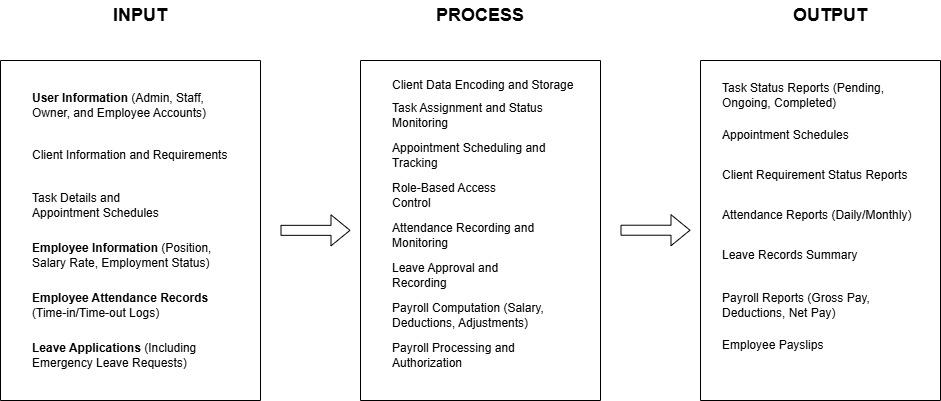 INPUT
PROCESS
OUTPUT
User Information (Admin, Staff,
Owner, and Employee Accounts)
Client Information and Requirements
Task Details and
Appointment Schedules
Employee Information (Position,
Salary Rate, Employment Status)
Employee Attendance Records
(Time-in/Time-out Logs)
Leave Applications (Including
Emergency Leave Requests)
Client Data Encoding and Storage
Task Assignment and Status
Monitoring
Appointment Scheduling and
Tracking
Role-Based Access
Control
Attendance Recording and
Monitoring
Leave Approval and
Recording
Payroll Computation (Salary,
Deductions, Adjustments)
Payroll Processing and
Authorization
Task Status Reports (Pending,
Ongoing, Completed)
Appointment Schedules
Client Requirement Status Reports
Attendance Reports (Daily/Monthly)
Leave Records Summary
Payroll Reports (Gross Pay,
Deductions, Net Pay)
Employee Payslips